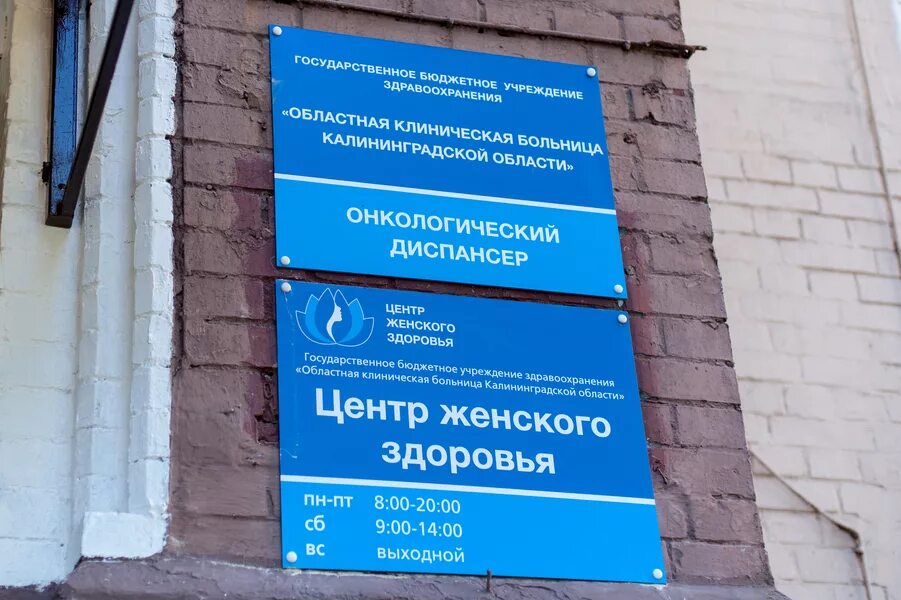 ГОСУДАРСТВЕННОЕ БЮДЖЕТНОЕ УЧРЕЖДЕНИЕ
ЗДРАВООХРАНЕНИЯ
«ОБЛАСТНАЯ КЛИНИЧЕСКАЯ БОЛЬНИЦА
КАЛИНИНГРАДСКОЙ ОБЛАСТИ»
ОНКОЛОГИЧЕСКИЙ
ДИСПАНСЕР
ЦЕНТР
ЖЕНСКОГО
ЗДОРОВЬЯ
Государственное бюджетное учреждение здравоохранения
«Областная клиническая больница Калининградской области»
Центр женского
здоровья
пн-пт 8:00-20:00
сб 9:00-14:00
вс выходной